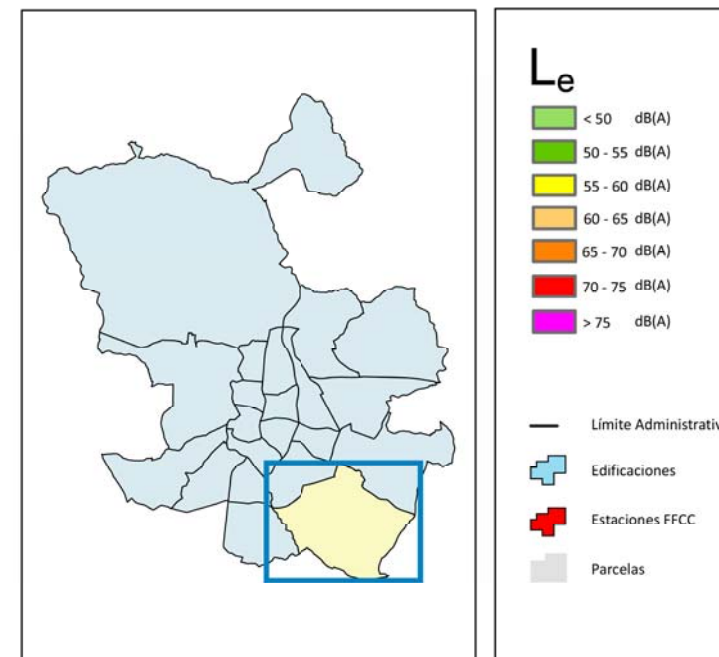 Le
< 50 dB(A)
50 - 55 dB(A)
55 - 60 dB(A)
60 - 65 dB(A)
65 - 70 dB(A)
70 - 75 dB(A)
> 75 dB(A)
Límite Administrativ
Edificaciones
Estaciones FFCC
Parcelas